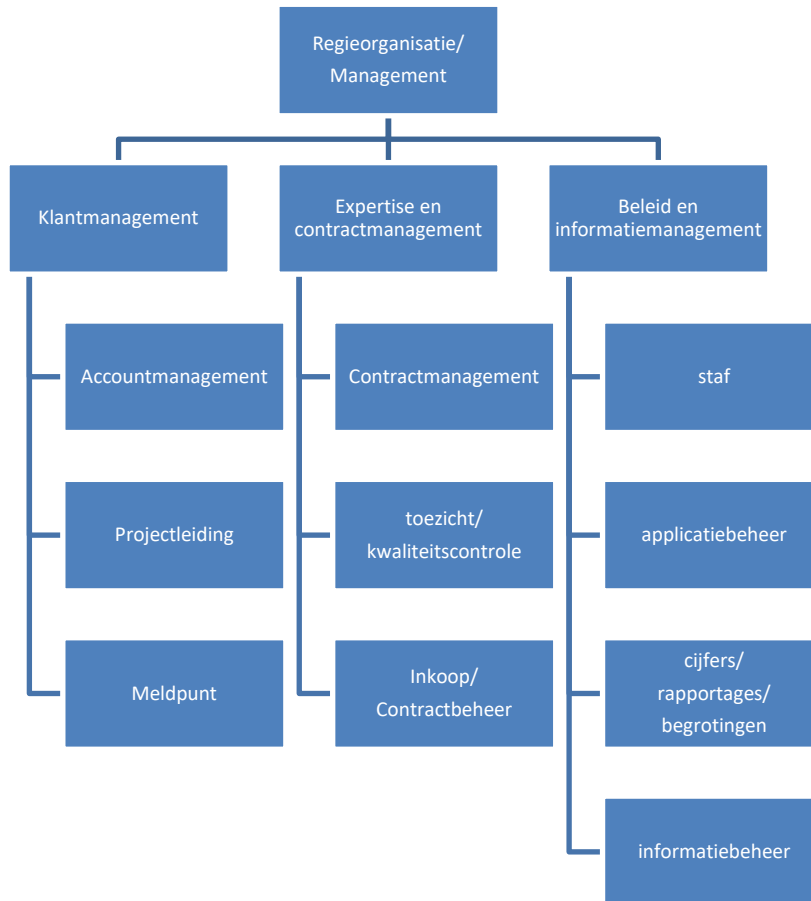 Regieorganisatie/
Management
Klantmanagement
Expertise en
contractmanagement
Beleid en
informatiemanagement
Accountmanagement
Contractmanagement
staf
Projectleiding
toezicht/
kwaliteitscontrole
applicatiebeheer
Meldpunt
Inkoop/
Contractbeheer
cijfers/
rapportages/
begrotingen
informatiebeheer